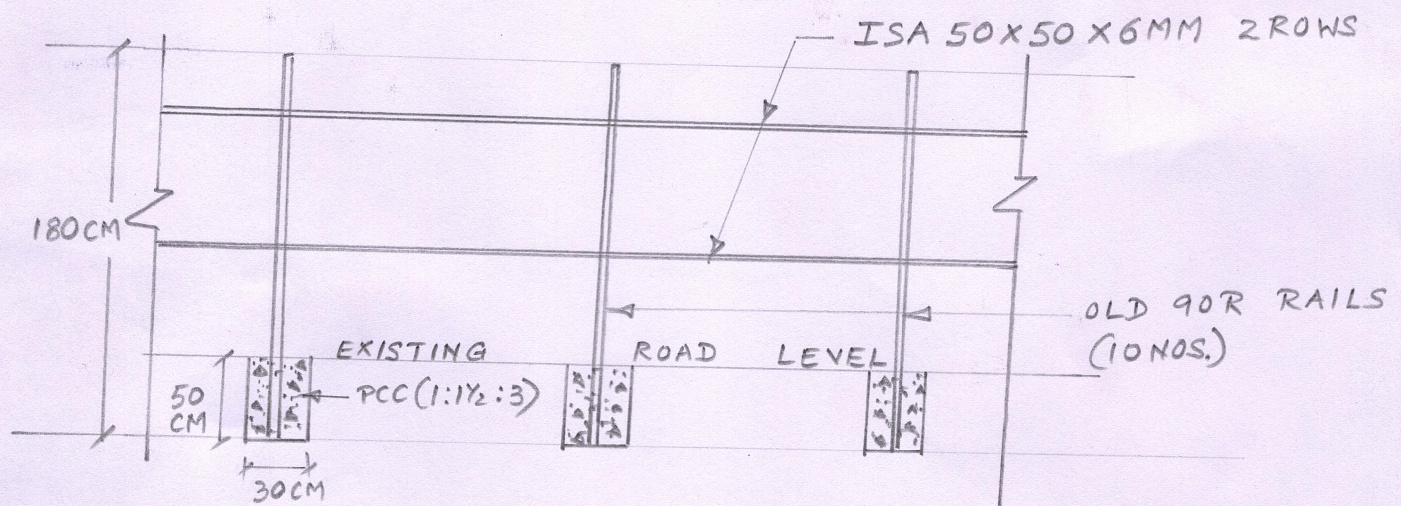 ISA 50X50X6MM 2ROWS
180CM
OLD 90R RAILS
(10NOS.)
EXISTING ROAD LEVEL
50
CM
PCC(1:1½:3)
30CM